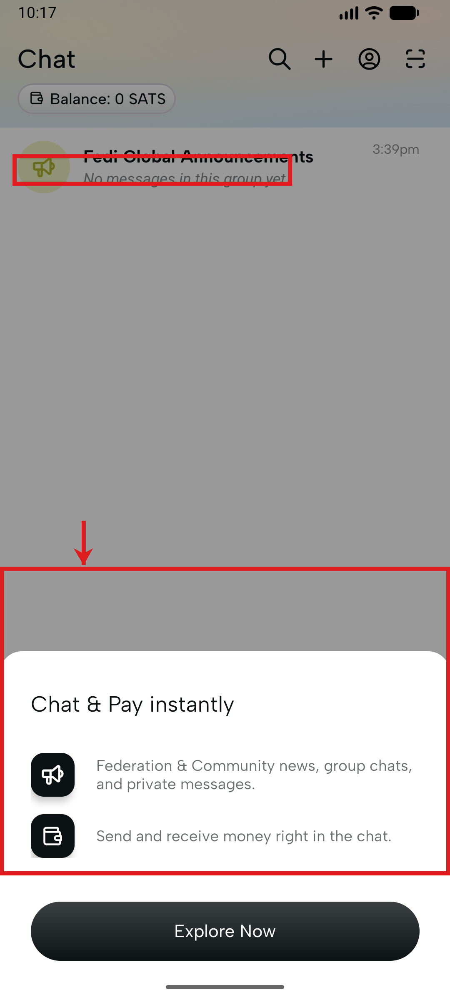 10:17
Chat
Balance: 0 SATS
Fedi Global Announcements
3:39pm
No messages in this group yet
Chat & Pay instantly
Federation & Community news, group chats,
and private messages.
Send and receive money right in the chat.
Explore Now